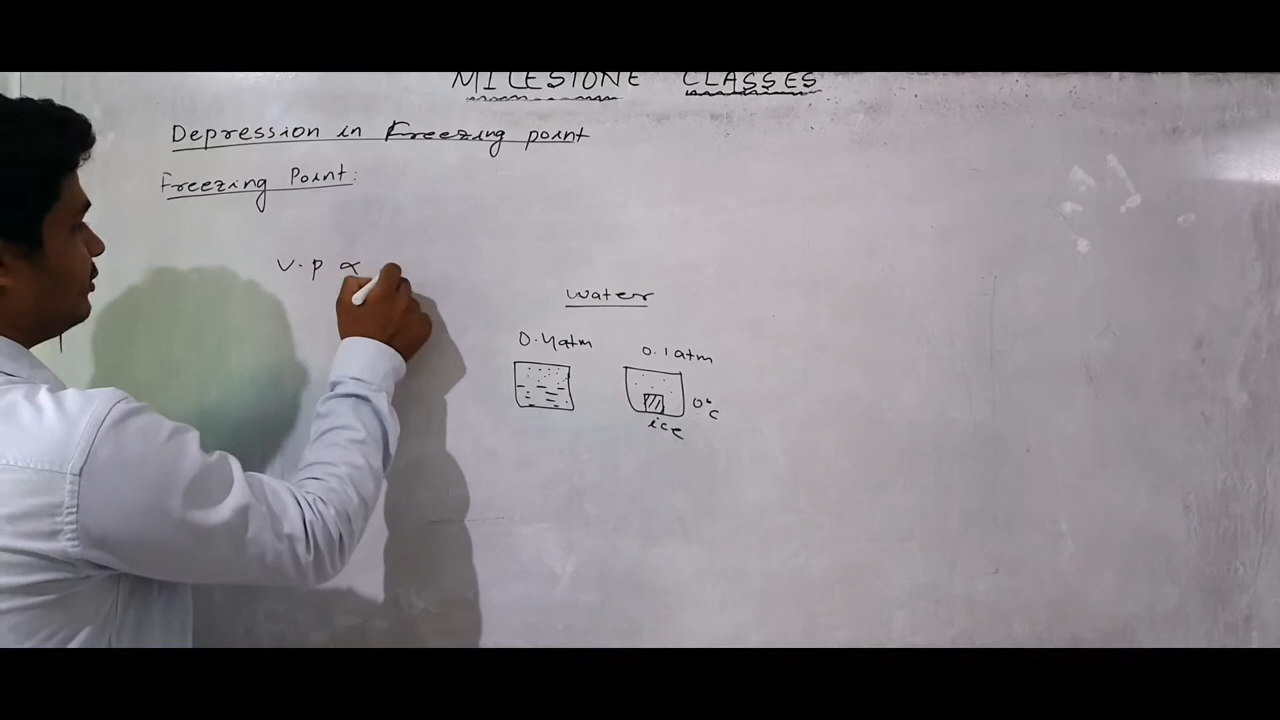 MILESTONE CLASSES
Depression in Freezing point
Freezing Point:
V.p ∝
Water
0.4atm
0.1atm
0°c
ice